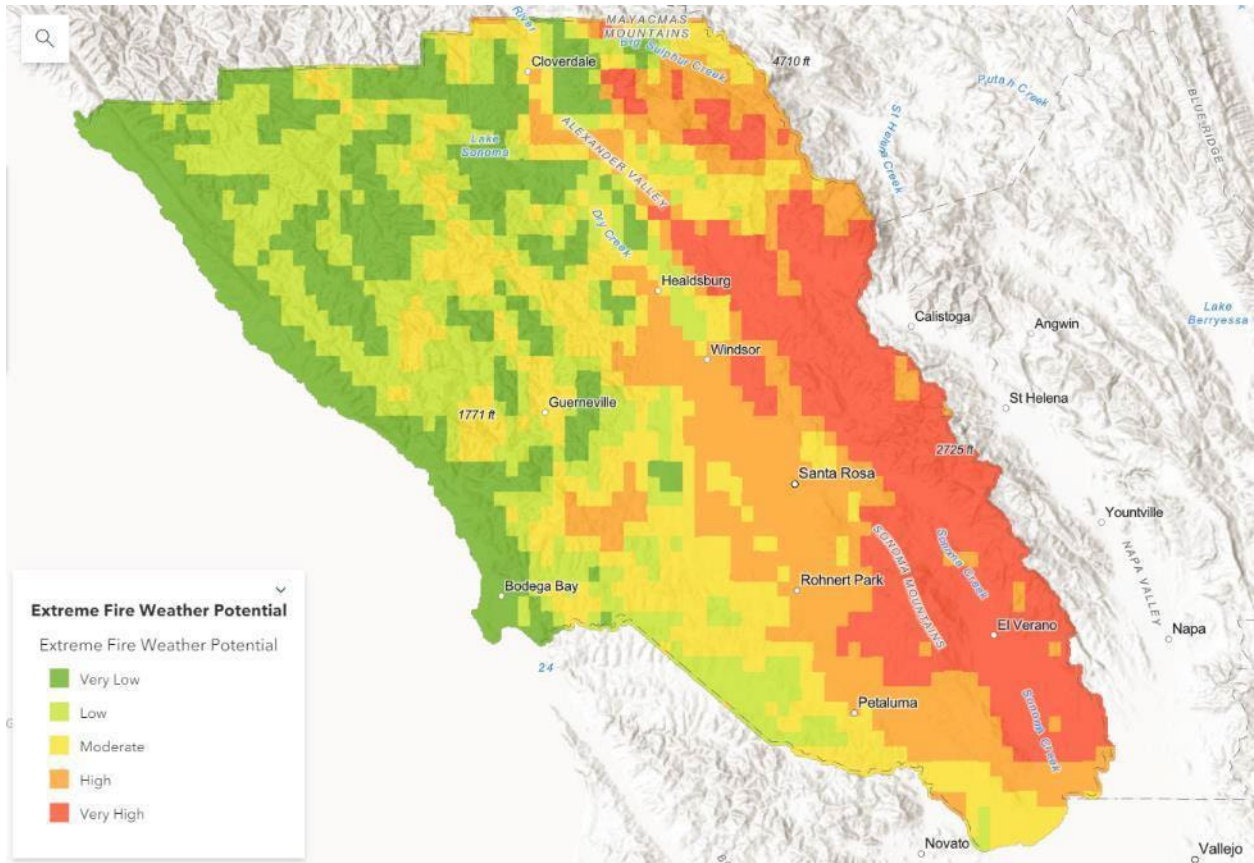 River
MAYACMAS
MOUNTAINS
Big Sulphur Creek
Cloverdale
4710 ft
Putah Creek
St Helena Creek
BLUE RIDGE
Lake
Sonoma
ALEXANDER VALLEY
Dry Creek
Healdsburg
Lake
Berryessa
Calistoga
Angwin
Windsor
St Helena
Guerneville
1771 ft
2725 ft
Santa Rosa
Yountville
SONOMA MOUNTAINS
Sonoma Creek
NAPA VALLEY
Bodega Bay
Rohnert Park
El Verano
Napa
24
Sonoma Creek
Petaluma
Novato
Vallejo
Extreme Fire Weather Potential
Extreme Fire Weather Potential
Very Low
Low
Moderate
High
Very High